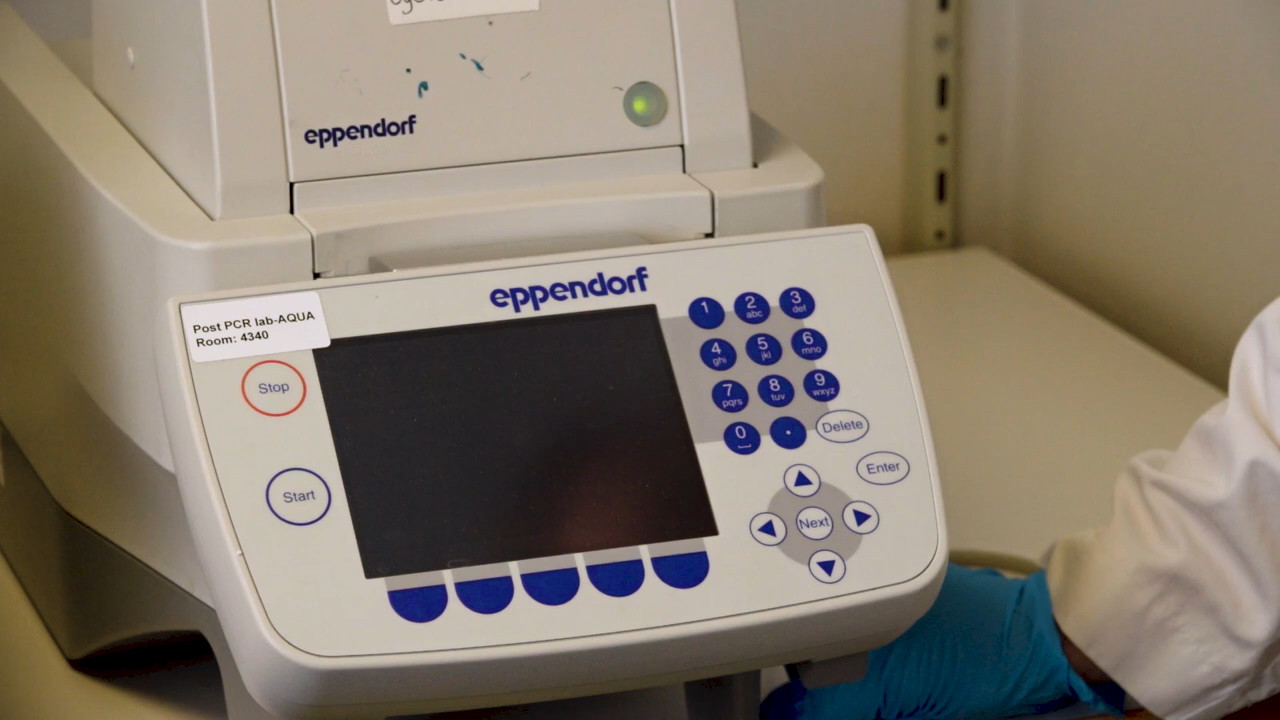 eppendorf
eppendorf
Post PCR lab-AQUA
Room: 4340
Stop
Start
1
2
abc
3
def
4
ghi
5
jkl
6
mno
7
pqrs
8
tuv
9
wxyz
0
.
Delete
Enter
Next